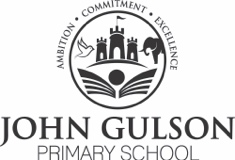 AMBITION • COMMITMENT • EXCELLENCE
JOHN GULSON
PRIMARY SCHOOL